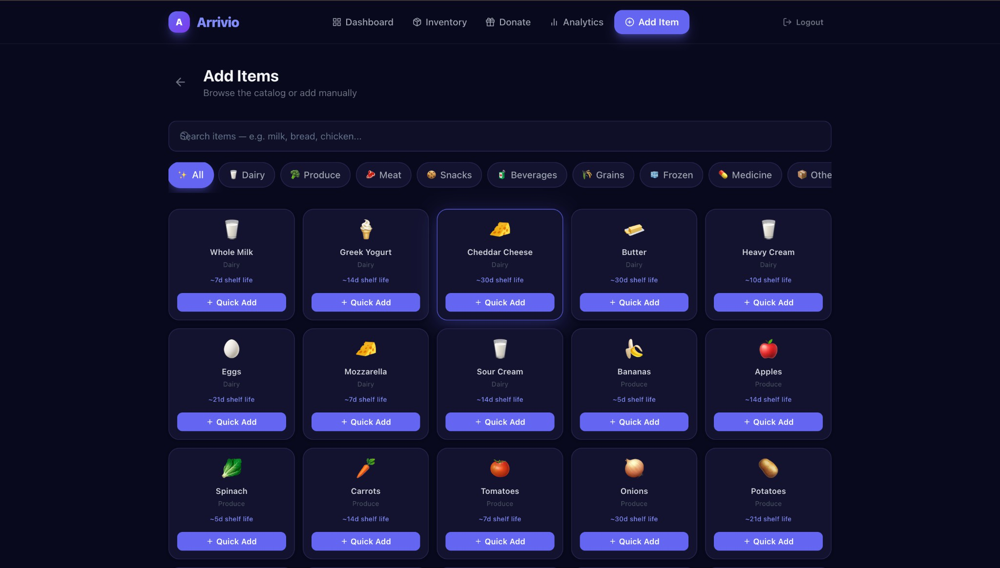 A Arrivio Dashboard Inventory Donate Analytics Add Item Logout
Add Items
Browse the catalog or add manually
Search items — e.g. milk, bread, chicken...
All Dairy Produce Meat Snacks Beverages Grains Frozen Medicine Othe
Whole Milk Greek Yogurt Cheddar Cheese Butter Heavy Cream
Dairy Dairy Dairy Dairy Dairy
~7d shelf life ~14d shelf life ~30d shelf life ~30d shelf life ~10d shelf life
+ Quick Add + Quick Add + Quick Add + Quick Add + Quick Add
Eggs Mozzarella Sour Cream Bananas Apples
Dairy Dairy Dairy Produce Produce
~21d shelf life ~7d shelf life ~14d shelf life ~5d shelf life ~14d shelf life
+ Quick Add + Quick Add + Quick Add + Quick Add + Quick Add
Spinach Carrots Tomatoes Onions Potatoes
Produce Produce Produce Produce Produce
~5d shelf life ~14d shelf life ~7d shelf life ~30d shelf life ~21d shelf life
+ Quick Add + Quick Add + Quick Add + Quick Add + Quick Add